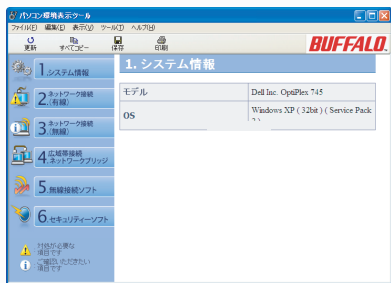 パソコン環境表示ツール
ファイル(F) 編集(E) 表示(V) ツール(T) ヘルプ(H)
更新 すべてコピー 保存 印刷
BUFFALO
1.システム情報
2.ネットワーク接続(有線)
3.ネットワーク接続(無線)
4.広域帯接続・ネットワークブリッジ
5.無線接続ソフト
6.セキュリティーソフト
対処が必要な
項目です
ご確認いただきたい
項目です
1. システム情報
モデル Dell Inc. OptiPlex 745
OS Windows XP ( 32bit ) ( Service Pack